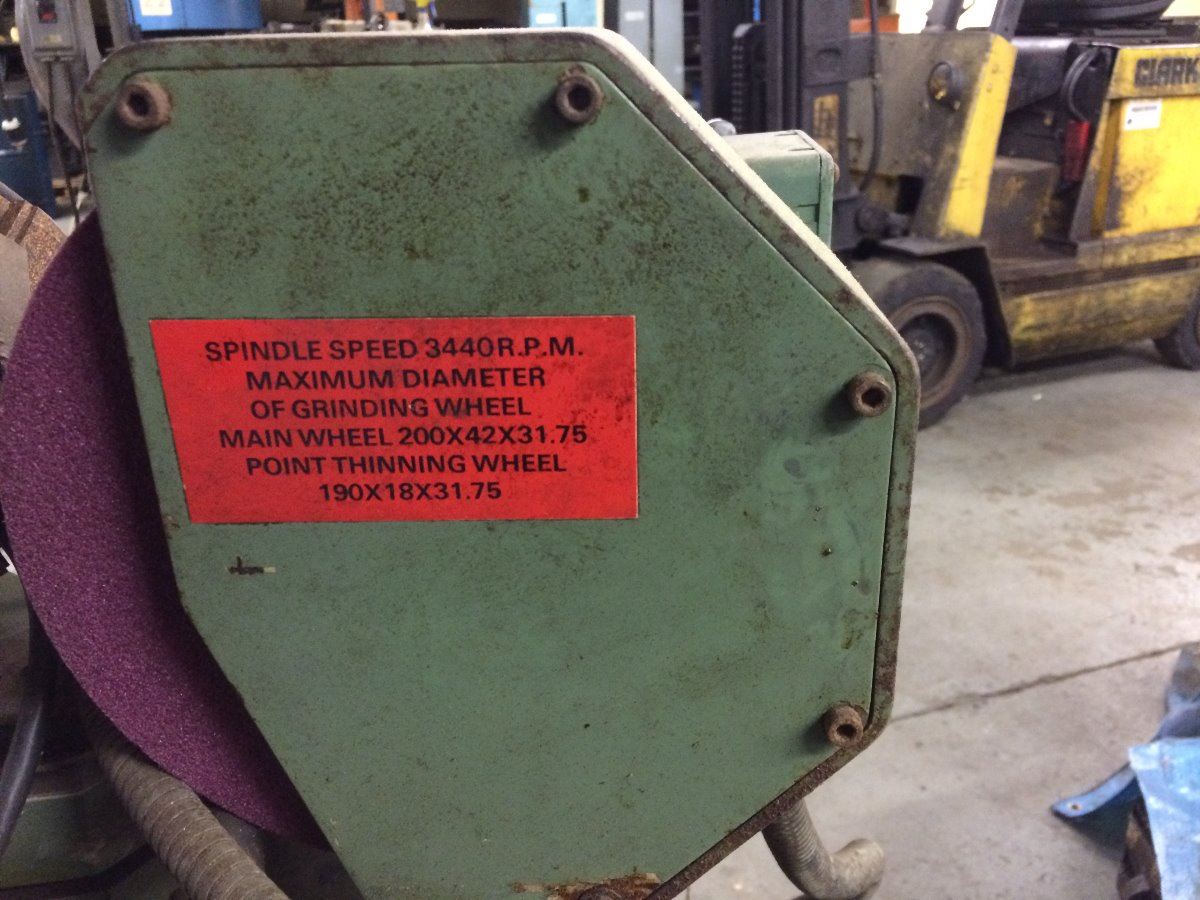 CLARK
SPINDLE SPEED 3440 R.P.M.
MAXIMUM DIAMETER
OF GRINDING WHEEL
MAIN WHEEL 200X42X31.75
POINT THINNING WHEEL
190X18X31.75